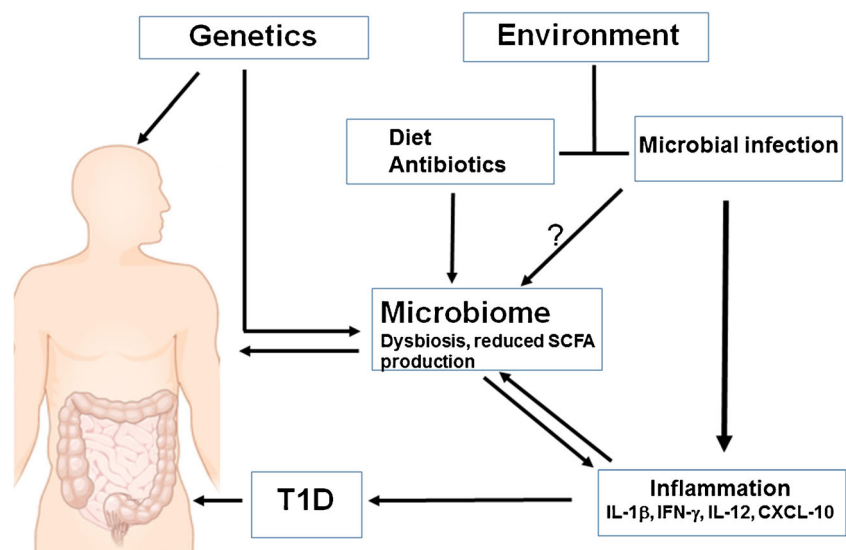 Genetics
Environment
Diet
Antibiotics
Microbial infection
?
Microbiome
Dysbiosis, reduced SCFA
production
T1D
Inflammation
IL-1β, IFN-γ, IL-12, CXCL-10